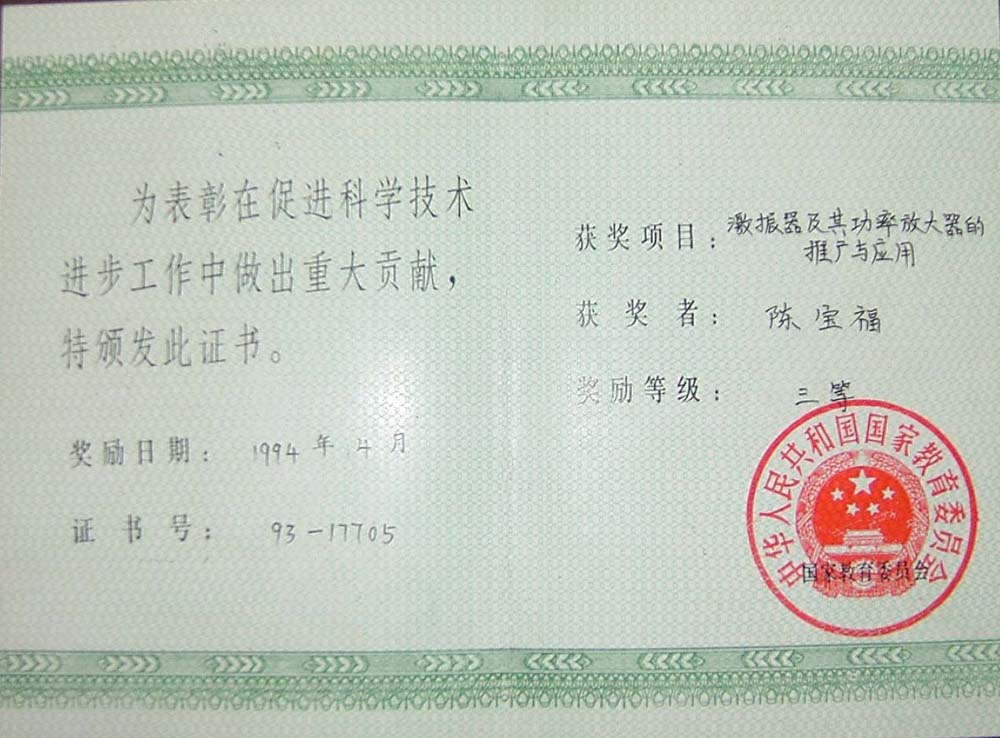 为表彰在促进科学技术
进步工作中做出重大贡献，
特颁发此证书。
奖励日期：1994年.4月
证书号：93-17705
获奖项目：激振器及其功率放大器的
推广与应用
获奖者：陈宝福
奖励等级：三等
中华人民共和国国家教育委员会
国家教育委员会